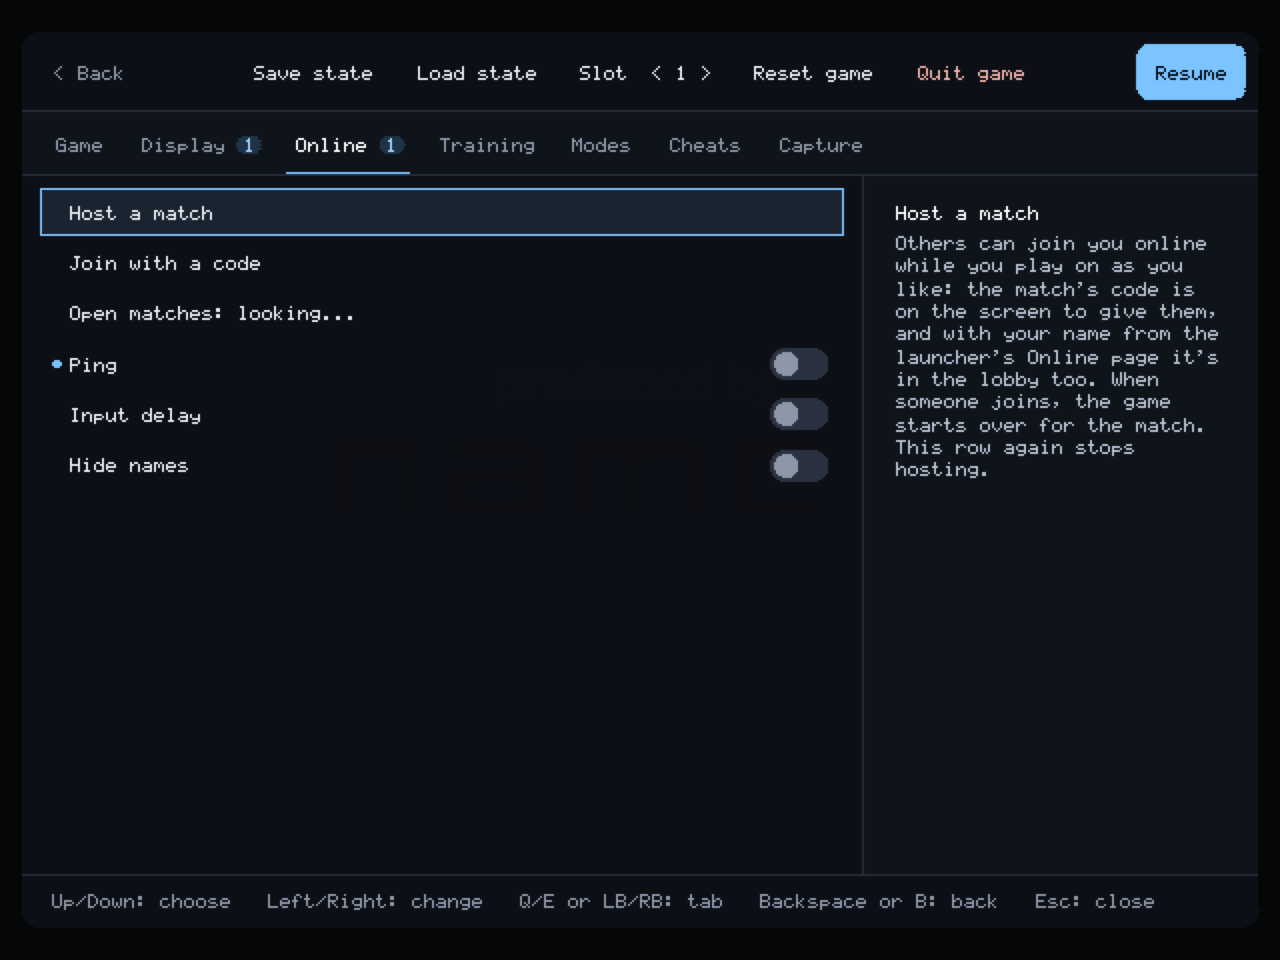 < Back
Save state
Load state
Slot < 1 >
Reset game
Quit game
Resume
Game
Display 1
Online 1
Training
Modes
Cheats
Capture
Host a match
Join with a code
Open matches: looking...
Ping
Input delay
Hide names
Host a match
Others can join you online
while you play on as you
like: the match's code is
on the screen to give them,
and with your name from the
launcher's Online page it's
in the lobby too. When
someone joins, the game
starts over for the match.
This row again stops
hosting.
Up/Down: choose
Left/Right: change
Q/E or LB/RB: tab
Backspace or B: back
Esc: close